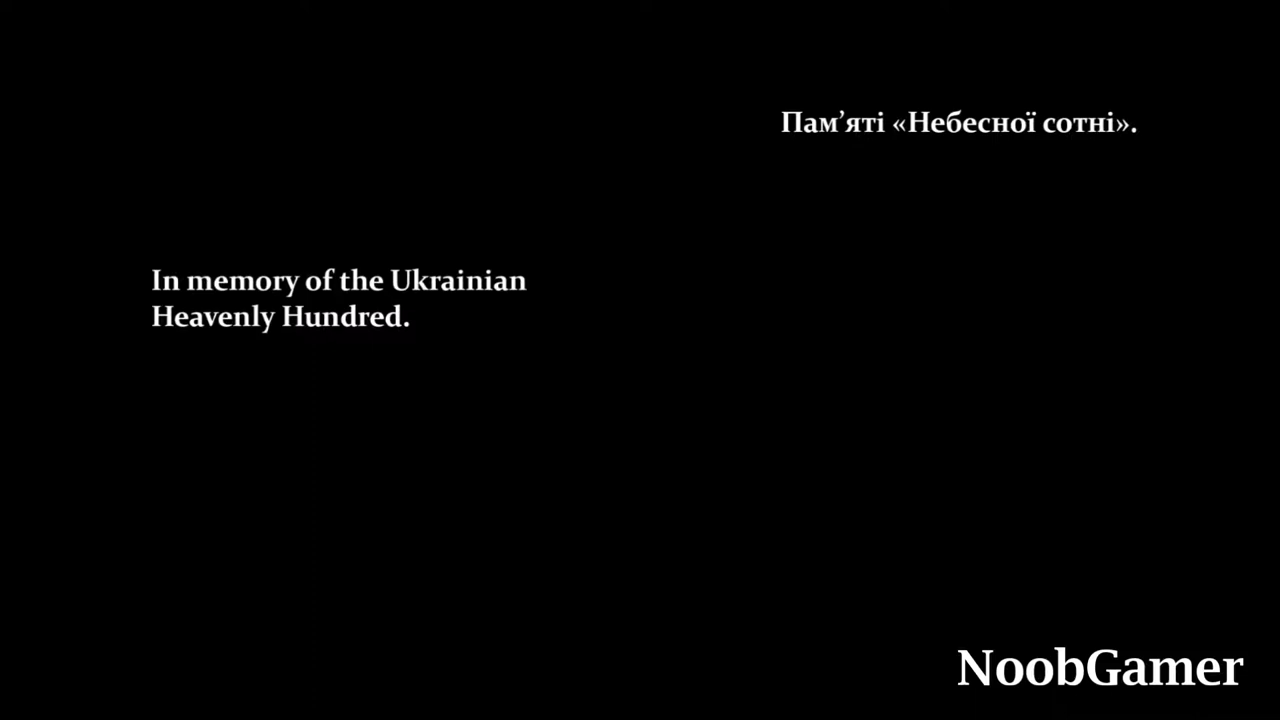 Пам’яті «Небесної сотні».
In memory of the Ukrainian
Heavenly Hundred.
NoobGamer